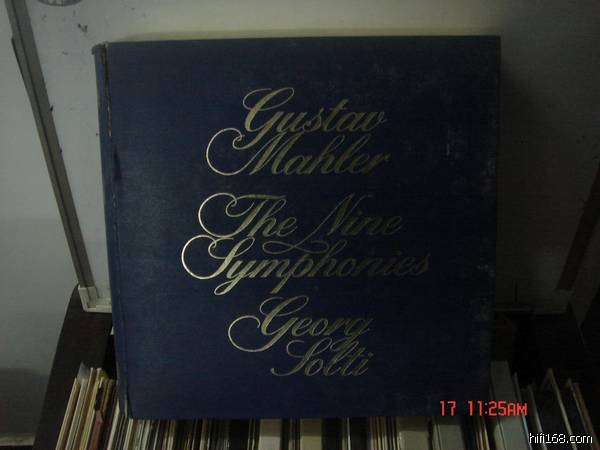 Gustav
Mahler
The Nine
Symphonies
Georg
Solti
17 11:25AM
hifi168.com